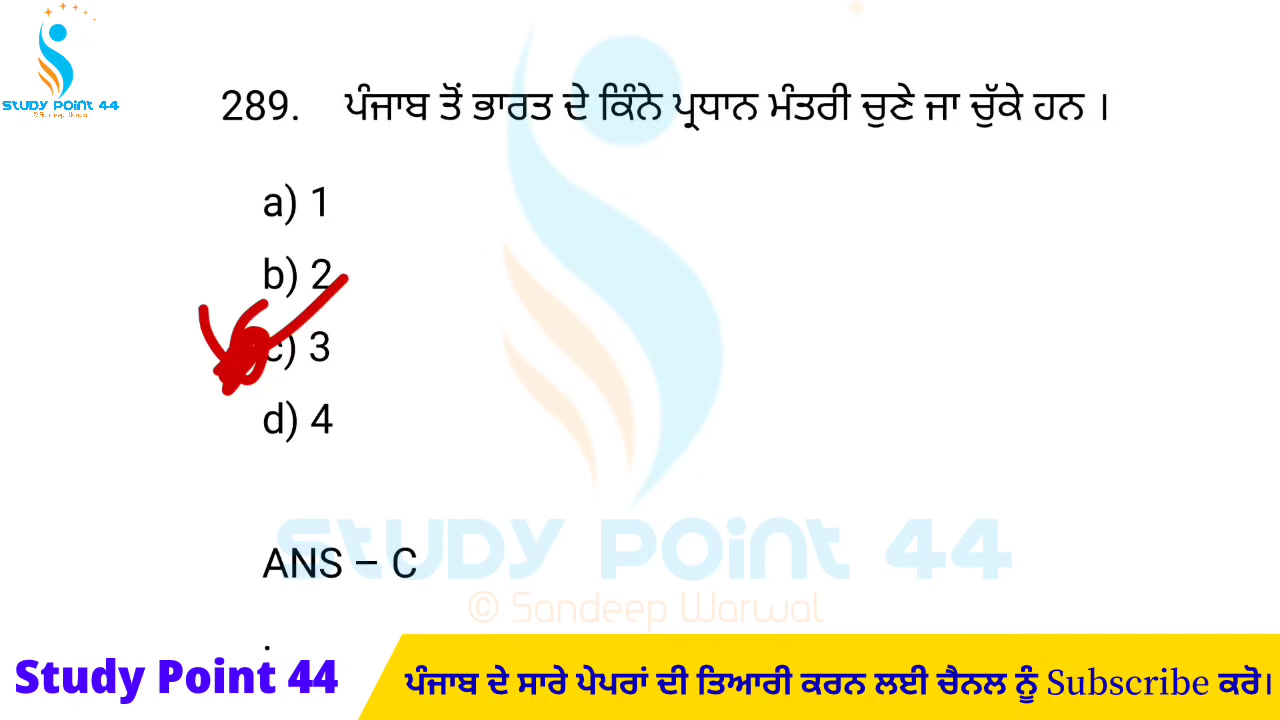 STUDY POINT 44
289. ਪੰਜਾਬ ਤੋਂ ਭਾਰਤ ਦੇ ਕਿੰਨੇ ਪ੍ਰਧਾਨ ਮੰਤਰੀ ਚੁਣੇ ਜਾ ਚੁੱਕੇ ਹਨ ।
a) 1
b) 2
c) 3
d) 4
ANS – C
STUDY POINT 44
© Sandeep Warwal
.
Study Point 44
ਪੰਜਾਬ ਦੇ ਸਾਰੇ ਪੇਪਰਾਂ ਦੀ ਤਿਆਰੀ ਕਰਨ ਲਈ ਚੈਨਲ ਨੂੰ Subscribe ਕਰੋ।